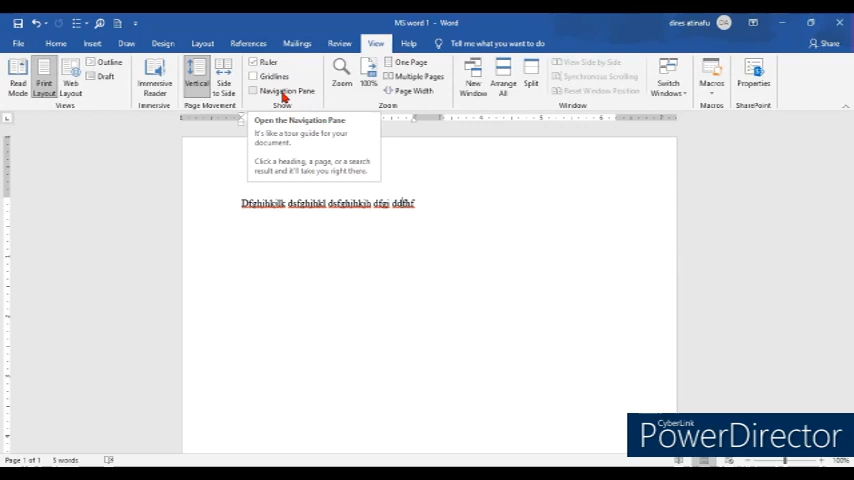 MS word 1 - Word
dires atinafu
DA
File Home Insert Draw Design Layout References Mailings Review View Help Tell me what you want to do Share
Read Mode
Print Layout
Web Layout
Outline
Draft
Views
Immersive Reader
Immersive
Vertical
Side to Side
Page Movement
Ruler
Gridlines
Navigation Pane
Show
Zoom
100%
One Page
Multiple Pages
Page Width
Zoom
New Window
Arrange All
Split
View Side by Side
Synchronous Scrolling
Reset Window Position
Window
Switch Windows
Macros
Macros
Properties
SharePoint
Open the Navigation Pane
It's like a tour guide for your
document.
Click a heading, a page, or a search
result and it'll take you right there.
Dfghjhkjlk dsfghjhkl dsfghjhkjh dfgj ddfhf
CyberLink
PowerDirector
Page 1 of 1 5 words
100%